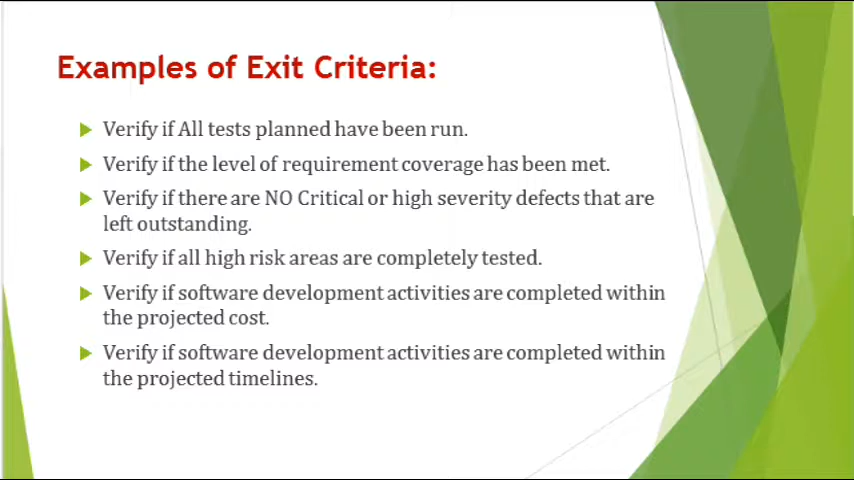 Examples of Exit Criteria:
Verify if All tests planned have been run.
Verify if the level of requirement coverage has been met.
Verify if there are NO Critical or high severity defects that are
left outstanding.
Verify if all high risk areas are completely tested.
Verify if software development activities are completed within
the projected cost.
Verify if software development activities are completed within
the projected timelines.